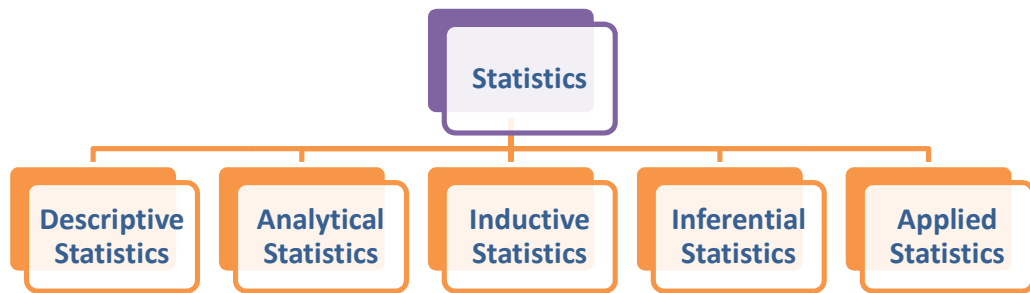 Statistics
Descriptive
Statistics
Analytical
Statistics
Inductive
Statistics
Inferential
Statistics
Applied
Statistics